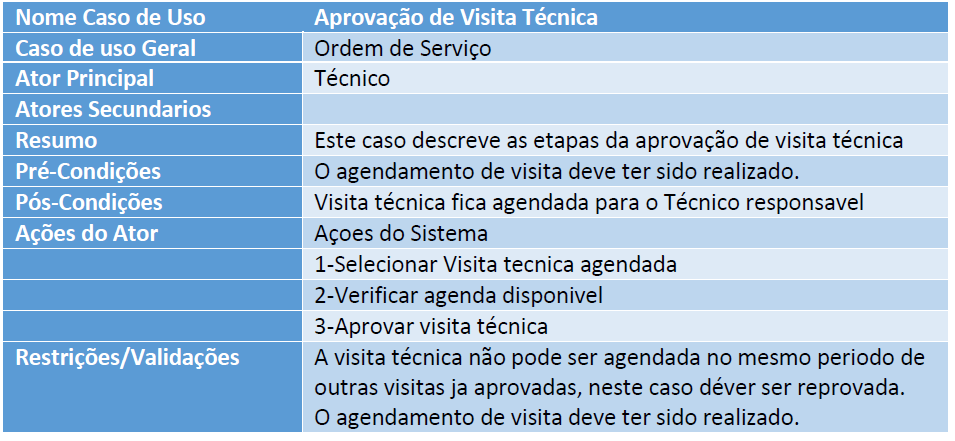 Nome Caso de Uso Aprovação de Visita Técnica
Caso de uso Geral Ordem de Serviço
Ator Principal Técnico
Atores Secundarios
Resumo Este caso descreve as etapas da aprovação de visita técnica
Pré-Condições O agendamento de visita deve ter sido realizado.
Pós-Condições Visita técnica fica agendada para o Técnico responsavel
Ações do Ator Açoes do Sistema
1-Selecionar Visita tecnica agendada
2-Verificar agenda disponivel
3-Aprovar visita técnica
Restrições/Validações A visita técnica não pode ser agendada no mesmo periodo de
outras visitas ja aprovadas, neste caso déver ser reprovada.
O agendamento de visita deve ter sido realizado.